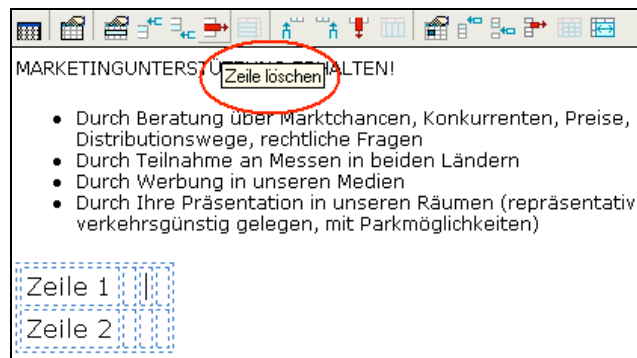 MARKETINGUNTERSTÜTZUNG ERHALTEN!
Zeile löschen
Durch Beratung über Marktchancen, Konkurrenten, Preise,
Distributionswege, rechtliche Fragen
Durch Teilnahme an Messen in beiden Ländern
Durch Werbung in unseren Medien
Durch Ihre Präsentation in unseren Räumen (repräsentativ
verkehrsgünstig gelegen, mit Parkmöglichkeiten)
Zeile 1
Zeile 2